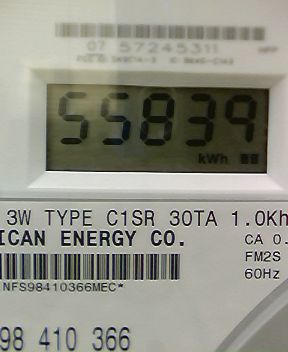 07 57245311
55839
kWh
3W TYPE C1SR 30TA 1.0Kh
ICAN ENERGY CO.
CA 0.
FM2S
60Hz
NFS98410366MEC*
98 410 366